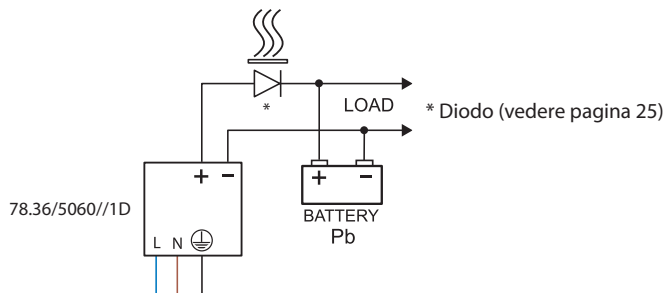 *
LOAD
* Diodo (vedere pagina 25)
+ −
78.36/5060//1D
+ −
BATTERY
Pb
L N